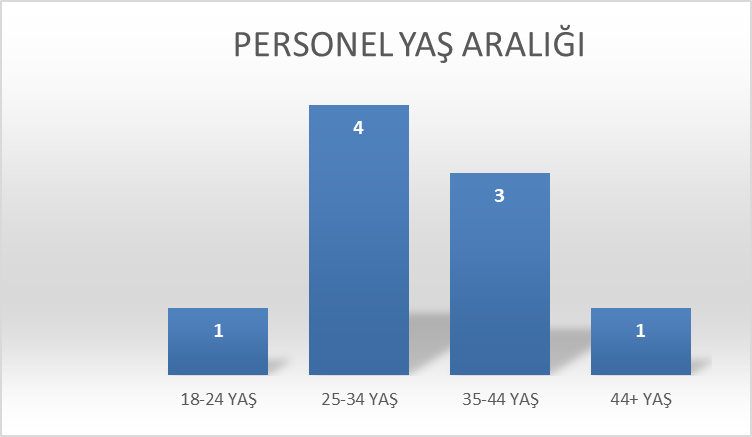 PERSONEL YAŞ ARALIĞI
4
3
1
1
18-24 YAŞ
25-34 YAŞ
35-44 YAŞ
44+ YAŞ